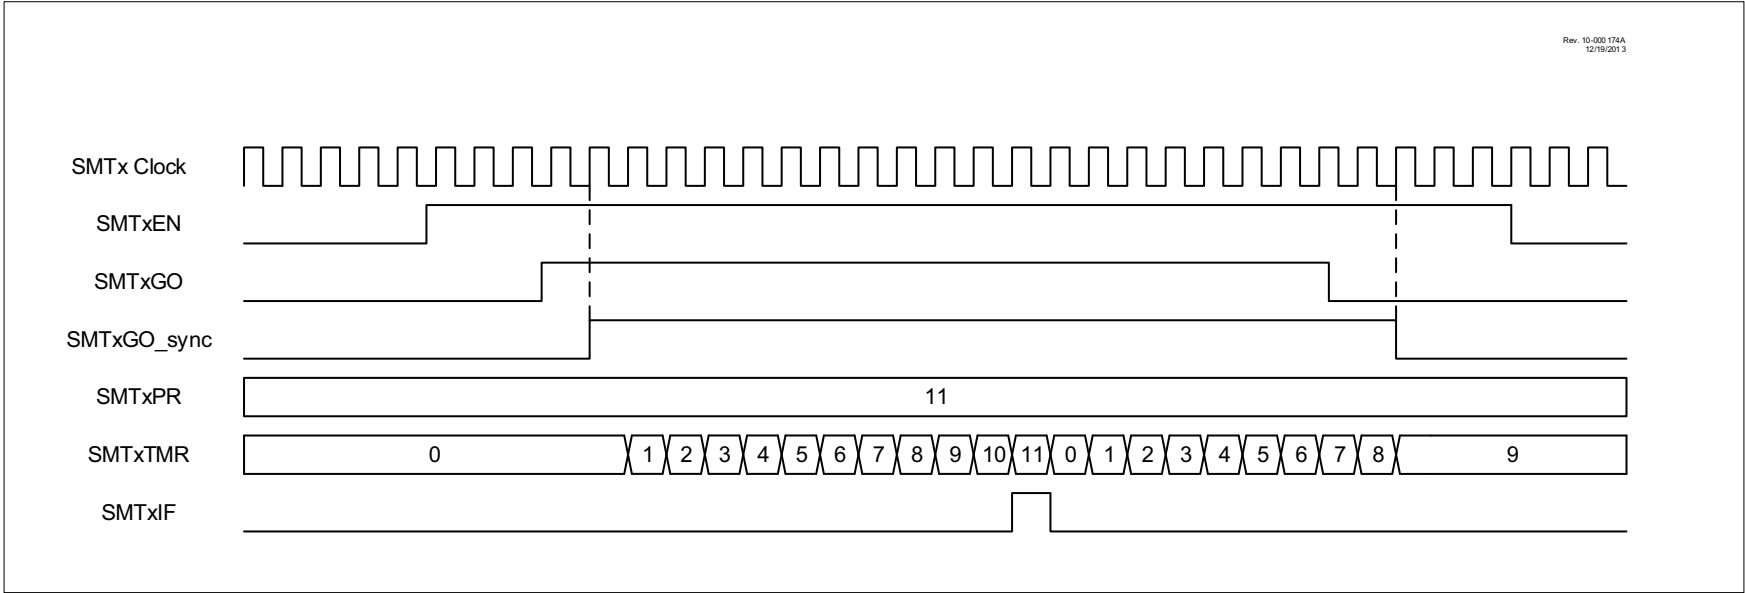 Rev. 10-000 174A
12/19/201 3
SMTx Clock
SMTxEN
SMTxGO
SMTxGO_sync
SMTxPR 11
SMTxTMR 0 1 2 3 4 5 6 7 8 9 10 11 0 1 2 3 4 5 6 7 8 9
SMTxIF